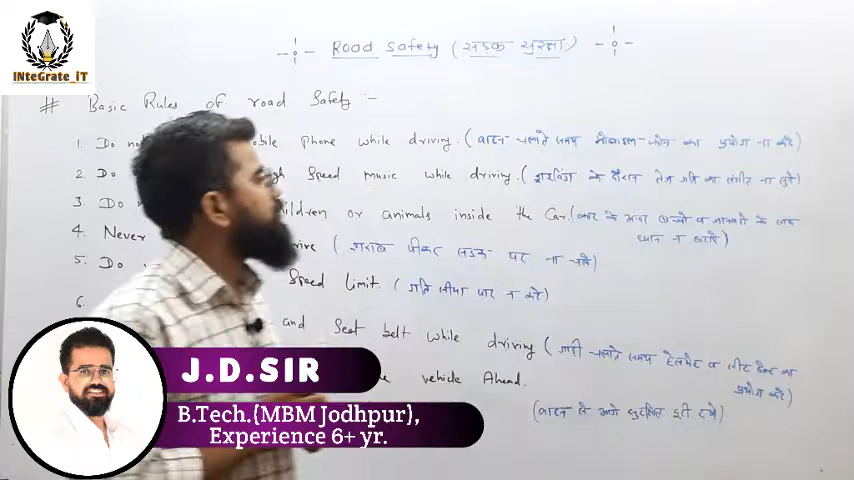 INteGrate_iT
Road Safety (सड़क सुरक्षा)
# Basic Rules of road Safety :-
1. Do not mobile phone while driving. (वाहन चलाते समय मोबाइल-फोन का प्रयोग ना करें)
2. Do Speed music while driving. (ड्राइविंग के दौरान तेज गति का संगीत ना सुने)
3. Do children or animals inside the Car. (कार के अन्दर बच्चो व जानवरो के साथ
ध्यान न बटाऐं)
4. Never drive (शराब पीकर सड़क पर ना चलें)
5. Do Speed limit. (गति सीमा पार न करें)
6. and Seat belt while driving (गाड़ी चलाते समय हेलमेट व सीट बेल्ट का
प्रयोग करें)
vehicle Ahead.
(वाहन से आगे सुरक्षित दूरी रखें)
J.D.SIR
B.Tech.{MBM Jodhpur},
Experience 6+ yr.